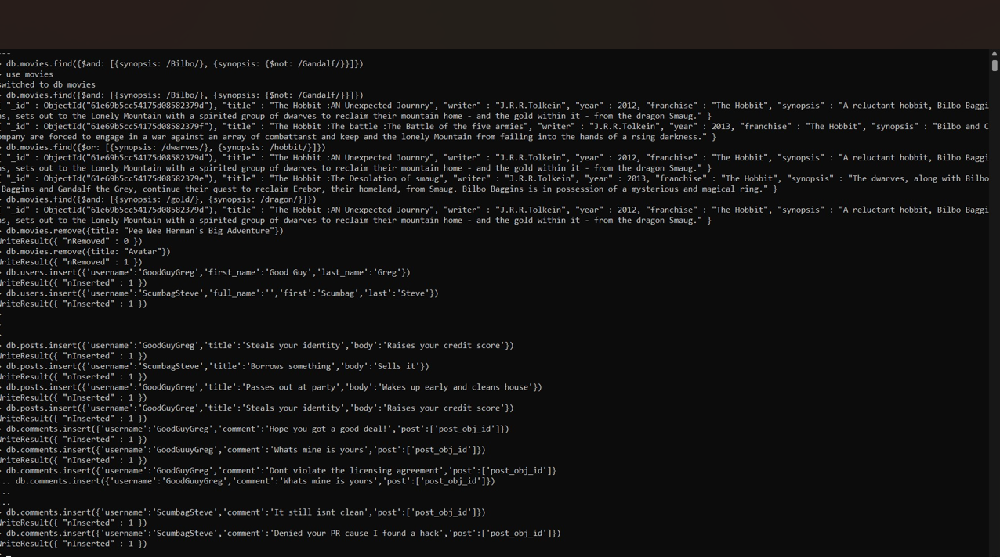 ---
> db.movies.find({$and: [{synopsis: /Bilbo/}, {synopsis: {$not: /Gandalf/}}]})
> use movies
switched to db movies
> db.movies.find({$and: [{synopsis: /Bilbo/}, {synopsis: {$not: /Gandalf/}}]})
{ "_id" : ObjectId("61e69b5cc54175d08582379d"), "title" : "The Hobbit :AN Unexpected Journry", "writer" : "J.R.R.Tolkein", "year" : 2012, "franchise" : "The Hobbit", "synopsis" : "A reluctant hobbit, Bilbo Baggi
ns, sets out to the Lonely Mountain with a spirited group of dwarves to reclaim their mountain home - and the gold within it - from the dragon Smaug." }
{ "_id" : ObjectId("61e69b5cc54175d08582379f"), "title" : "The Hobbit :The battle :The Battle of the five armies", "writer" : "J.R.R.Tolkein", "year" : 2013, "franchise" : "The Hobbit", "synopsis" : "Bilbo and C
ompany are forced to engage in a war against an array of combattanst and keep and the lonely Mountain from failing into the hands of a rsing darkness." }
> db.movies.find({$or: [{synopsis: /dwarves/}, {synopsis: /hobbit/}]})
{ "_id" : ObjectId("61e69b5cc54175d08582379d"), "title" : "The Hobbit :AN Unexpected Journry", "writer" : "J.R.R.Tolkein", "year" : 2012, "franchise" : "The Hobbit", "synopsis" : "A reluctant hobbit, Bilbo Baggi
ns, sets out to the Lonely Mountain with a spirited group of dwarves to reclaim their mountain home - and the gold within it - from the dragon Smaug." }
{ "_id" : ObjectId("61e69b5cc54175d08582379e"), "title" : "The Hobbit :The Desolation of smaug", "writer" : "J.R.R.Tolkein", "year" : 2013, "franchise" : "The Hobbit", "synopsis" : "The dwarves, along with Bilbo
Baggins and Gandalf the Grey, continue their quest to reclaim Erebor, their homeland, from Smaug. Bilbo Baggins is in possession of a mysterious and magical ring." }
> db.movies.find({$and: [{synopsis: /gold/}, {synopsis: /dragon/}]})
{ "_id" : ObjectId("61e69b5cc54175d08582379d"), "title" : "The Hobbit :AN Unexpected Journry", "writer" : "J.R.R.Tolkein", "year" : 2012, "franchise" : "The Hobbit", "synopsis" : "A reluctant hobbit, Bilbo Baggi
ns, sets out to the Lonely Mountain with a spirited group of dwarves to reclaim their mountain home - and the gold within it - from the dragon Smaug." }
> db.movies.remove({title: "Pee Wee Herman's Big Adventure"})
WriteResult({ "nRemoved" : 0 })
> db.movies.remove({title: "Avatar"})
WriteResult({ "nRemoved" : 1 })
> db.users.insert({'username':'GoodGuyGreg','first_name':'Good Guy','last_name':'Greg'})
WriteResult({ "nInserted" : 1 })
> db.users.insert({'username':'ScumbagSteve','full_name':'','first':'Scumbag','last':'Steve'})
WriteResult({ "nInserted" : 1 })
>
>
>
> db.posts.insert({'username':'GoodGuyGreg','title':'Steals your identity','body':'Raises your credit score'})
WriteResult({ "nInserted" : 1 })
> db.posts.insert({'username':'ScumbagSteve','title':'Borrows something','body':'Sells it'})
WriteResult({ "nInserted" : 1 })
> db.posts.insert({'username':'GoodGuyGreg','title':'Passes out at party','body':'Wakes up early and cleans house'})
WriteResult({ "nInserted" : 1 })
> db.posts.insert({'username':'GoodGuyGreg','title':'Steals your identity','body':'Raises your credit score'})
WriteResult({ "nInserted" : 1 })
> db.comments.insert({'username':'GoodGuyGreg','comment':'Hope you got a good deal!','post':['post_obj_id']})
WriteResult({ "nInserted" : 1 })
> db.comments.insert({'username':'GoodGuuyGreg','comment':'Whats mine is yours','post':['post_obj_id']})
WriteResult({ "nInserted" : 1 })
> db.comments.insert({'username':'GoodGuyGreg','comment':'Dont violate the licensing agreement','post':['post_obj_id']}
... db.comments.insert({'username':'GoodGuuyGreg','comment':'Whats mine is yours','post':['post_obj_id']})
...
...
> db.comments.insert({'username':'ScumbagSteve','comment':'It still isnt clean','post':['post_obj_id']})
WriteResult({ "nInserted" : 1 })
> db.comments.insert({'username':'ScumbagSteve','comment':'Denied your PR cause I found a hack','post':['post_obj_id']})
WriteResult({ "nInserted" : 1 })
>